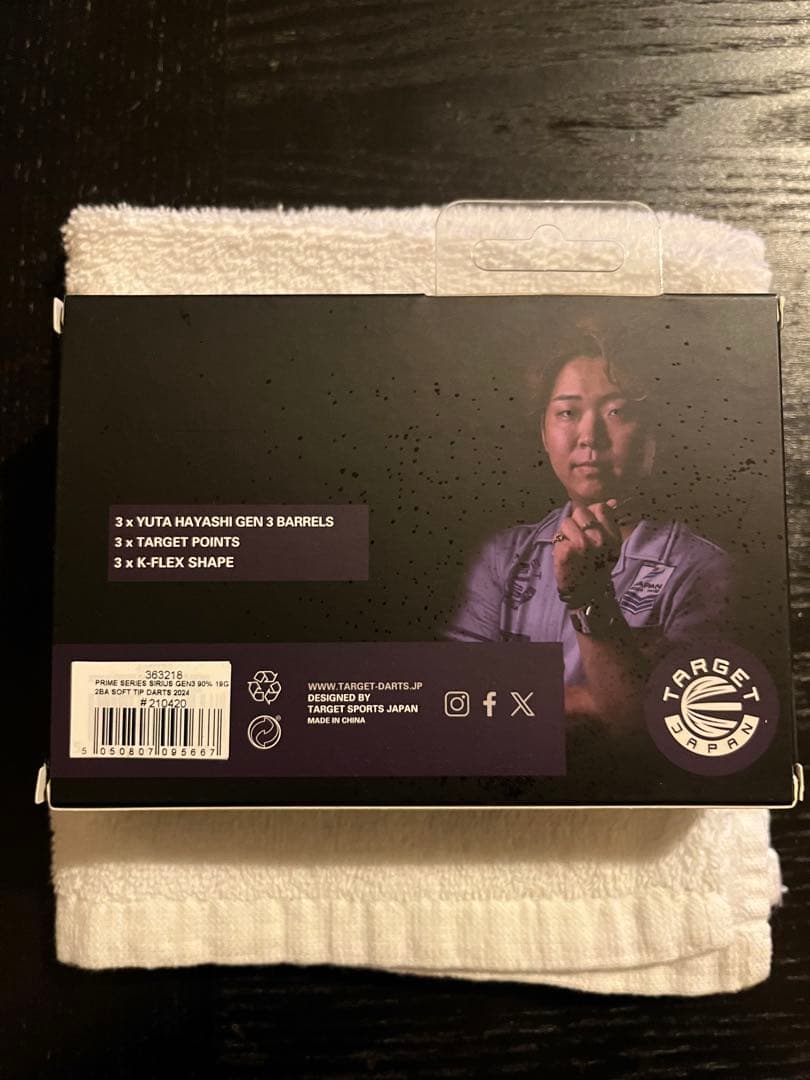 3 x YUTA HAYASHI GEN 3 BARRELS
3 x TARGET POINTS
3 x K-FLEX SHAPE
JAPAN
363218
PRIME SERIES SIRIUS GEN3 90% 19G
2BA SOFT TIP DARTS 2024
#210420
5 050807 095667
WWW.TARGET-DARTS.JP
DESIGNED BY
TARGET SPORTS JAPAN
MADE IN CHINA
TARGET
JAPAN